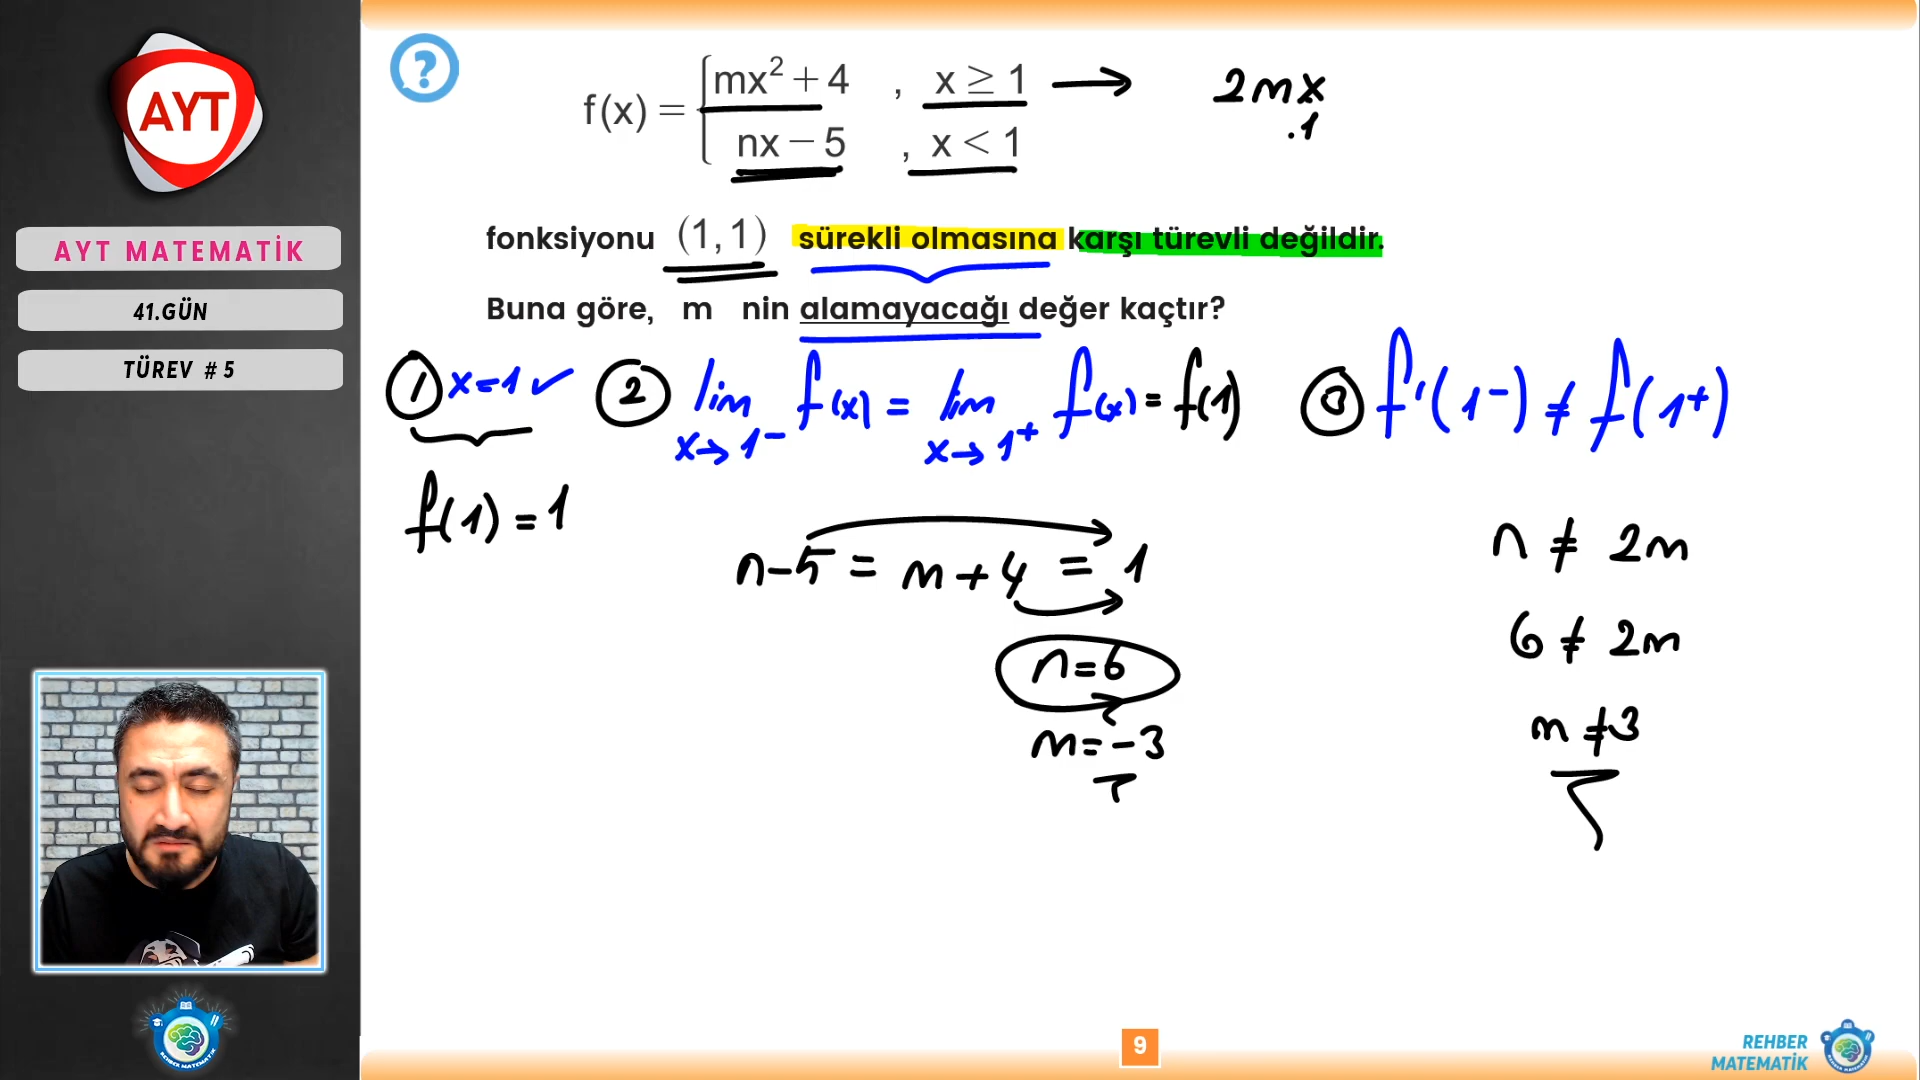 AYT
AYT MATEMATİK
41.GÜN
TÜREV # 5
?
f(x) = { mx² + 4 , x ≥ 1 → 2mx
.1
nx − 5 , x < 1
fonksiyonu (1,1) sürekli olmasına karşı türevli değildir.
Buna göre, m nin alamayacağı değer kaçtır?
① x=1 ✓ ② lim x→1⁻ f(x) = lim x→1⁺ f(x) = f(1) ③ f'(1⁻) ≠ f(1⁺)
f(1) = 1
n−5 = m+4 = 1
n=6
m=−3
n ≠ 2m
6 ≠ 2m
m ≠ 3
9
REHBER
MATEMATİK
REHBER MATEMATİK